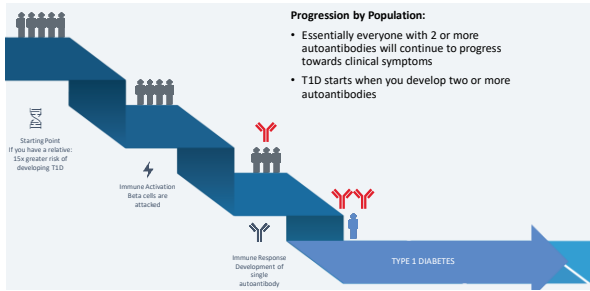 Progression by Population:
• Essentially everyone with 2 or more
autoantibodies will continue to progress
towards clinical symptoms
• T1D starts when you develop two or more
autoantibodies
Starting Point
If you have a relative:
15x greater risk of
developing T1D
Immune Activation
Beta cells are
attacked
Immune Response
Development of
single
autoantibody
TYPE 1 DIABETES